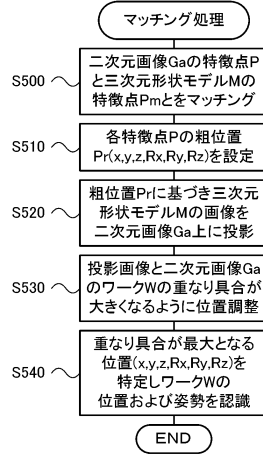 マッチング処理
S500
二次元画像Gaの特徴点P
と三次元形状モデルMの
特徴点Pmとをマッチング
S510
各特徴点Pの粗位置
Pr(x,y,z,Rx,Ry,Rz)を設定
S520
粗位置Prに基づき三次元
形状モデルMの画像を
二次元画像Ga上に投影
S530
投影画像と二次元画像Ga
のワークWの重なり具合が
大きくなるように位置調整
S540
重なり具合が最大となる
位置(x,y,z,Rx,Ry,Rz)を
特定しワークWの
位置および姿勢を認識
END